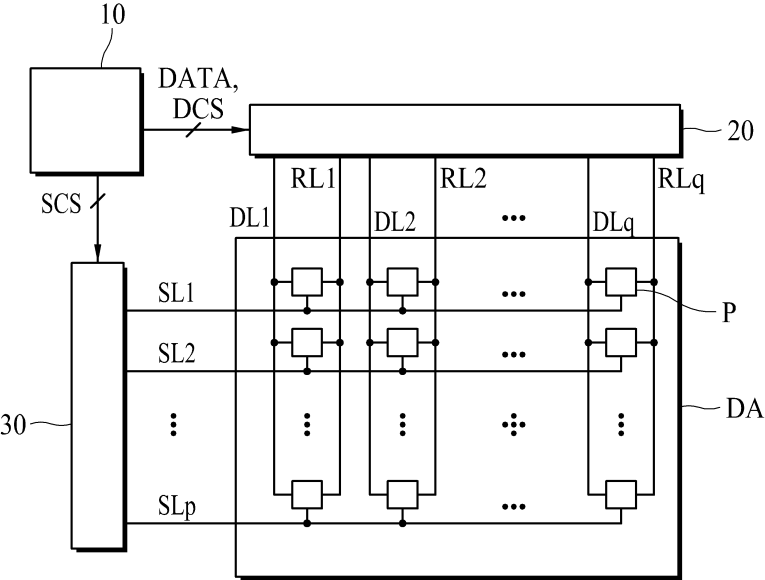 10
DATA,
DCS
20
SCS
RL1
RL2
RLq
DL1
DL2
DLq
SL1
P
SL2
DA
30
SLp